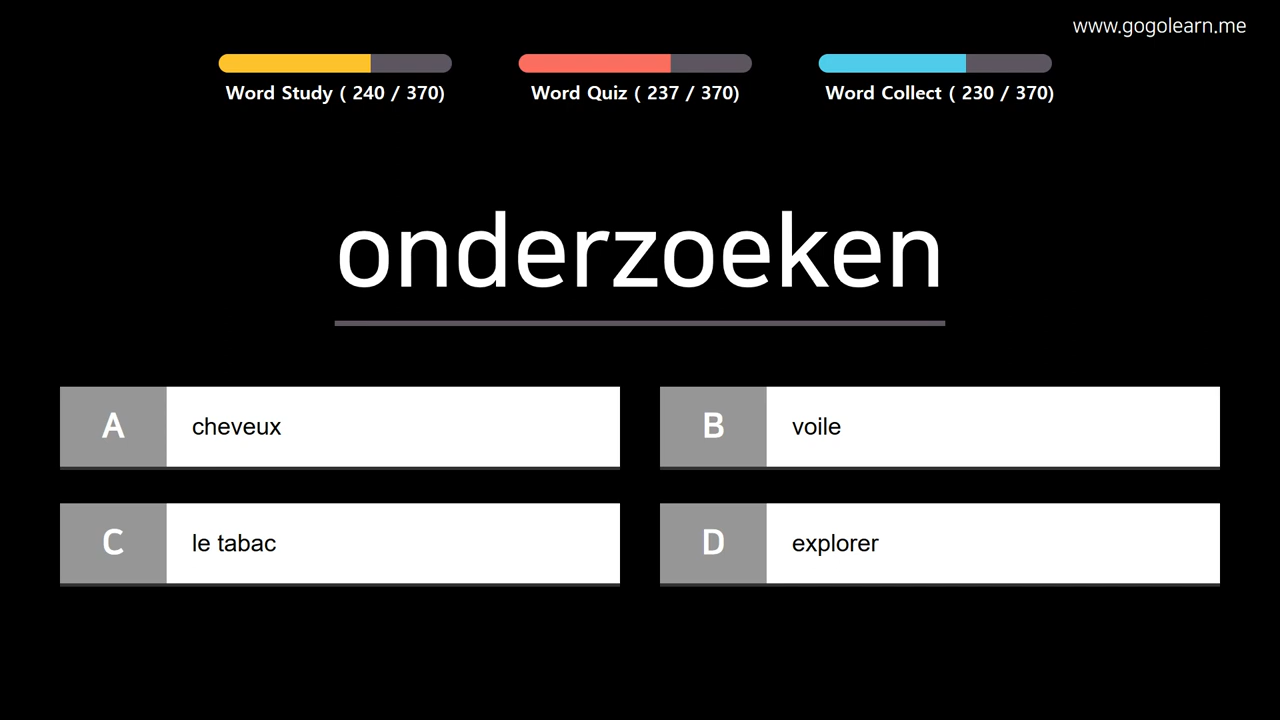 www.gogolearn.me
Word Study ( 240 / 370)
Word Quiz ( 237 / 370)
Word Collect ( 230 / 370)
onderzoeken
A
cheveux
B
voile
C
le tabac
D
explorer